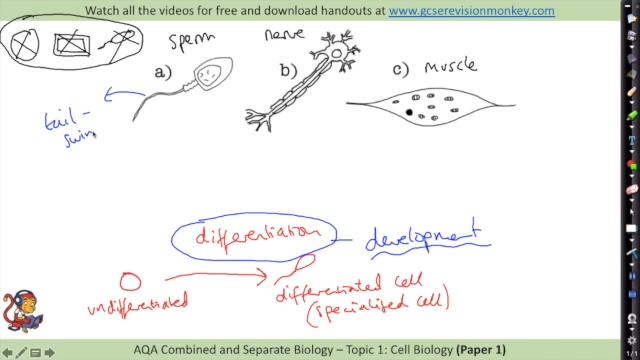 Watch all the videos for free and download handouts at www.gcserevisionmonkey.com
sperm
nerve
a)
b)
c) muscle
tail -
swim
differentiation - development
undifferentiated
differentiated cell
(specialised cell)
AQA Combined and Separate Biology – Topic 1: Cell Biology (Paper 1)